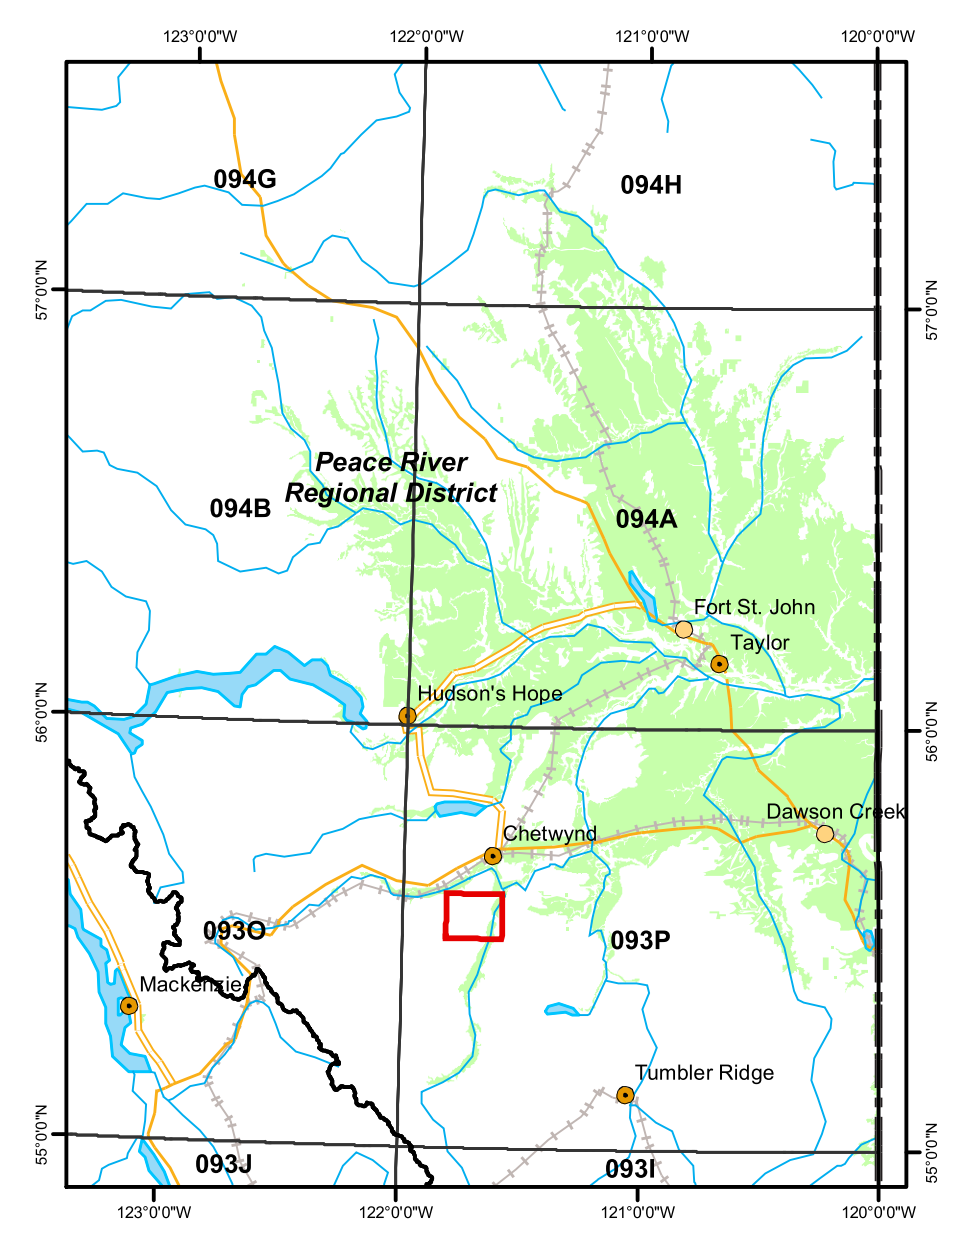 123°0'0"W
122°0'0"W
121°0'0"W
120°0'0"W
094G
094H
57°0'0"N
57°0'0"N
Peace River
Regional District
094B
094A
Fort St. John
Taylor
Hudson's Hope
56°0'0"N
56°0'0"N
Dawson Creek
Chetwynd
093O
093P
Mackenzie
Tumbler Ridge
55°0'0"N
55°0'0"N
093J
093I
123°0'0"W
122°0'0"W
121°0'0"W
120°0'0"W